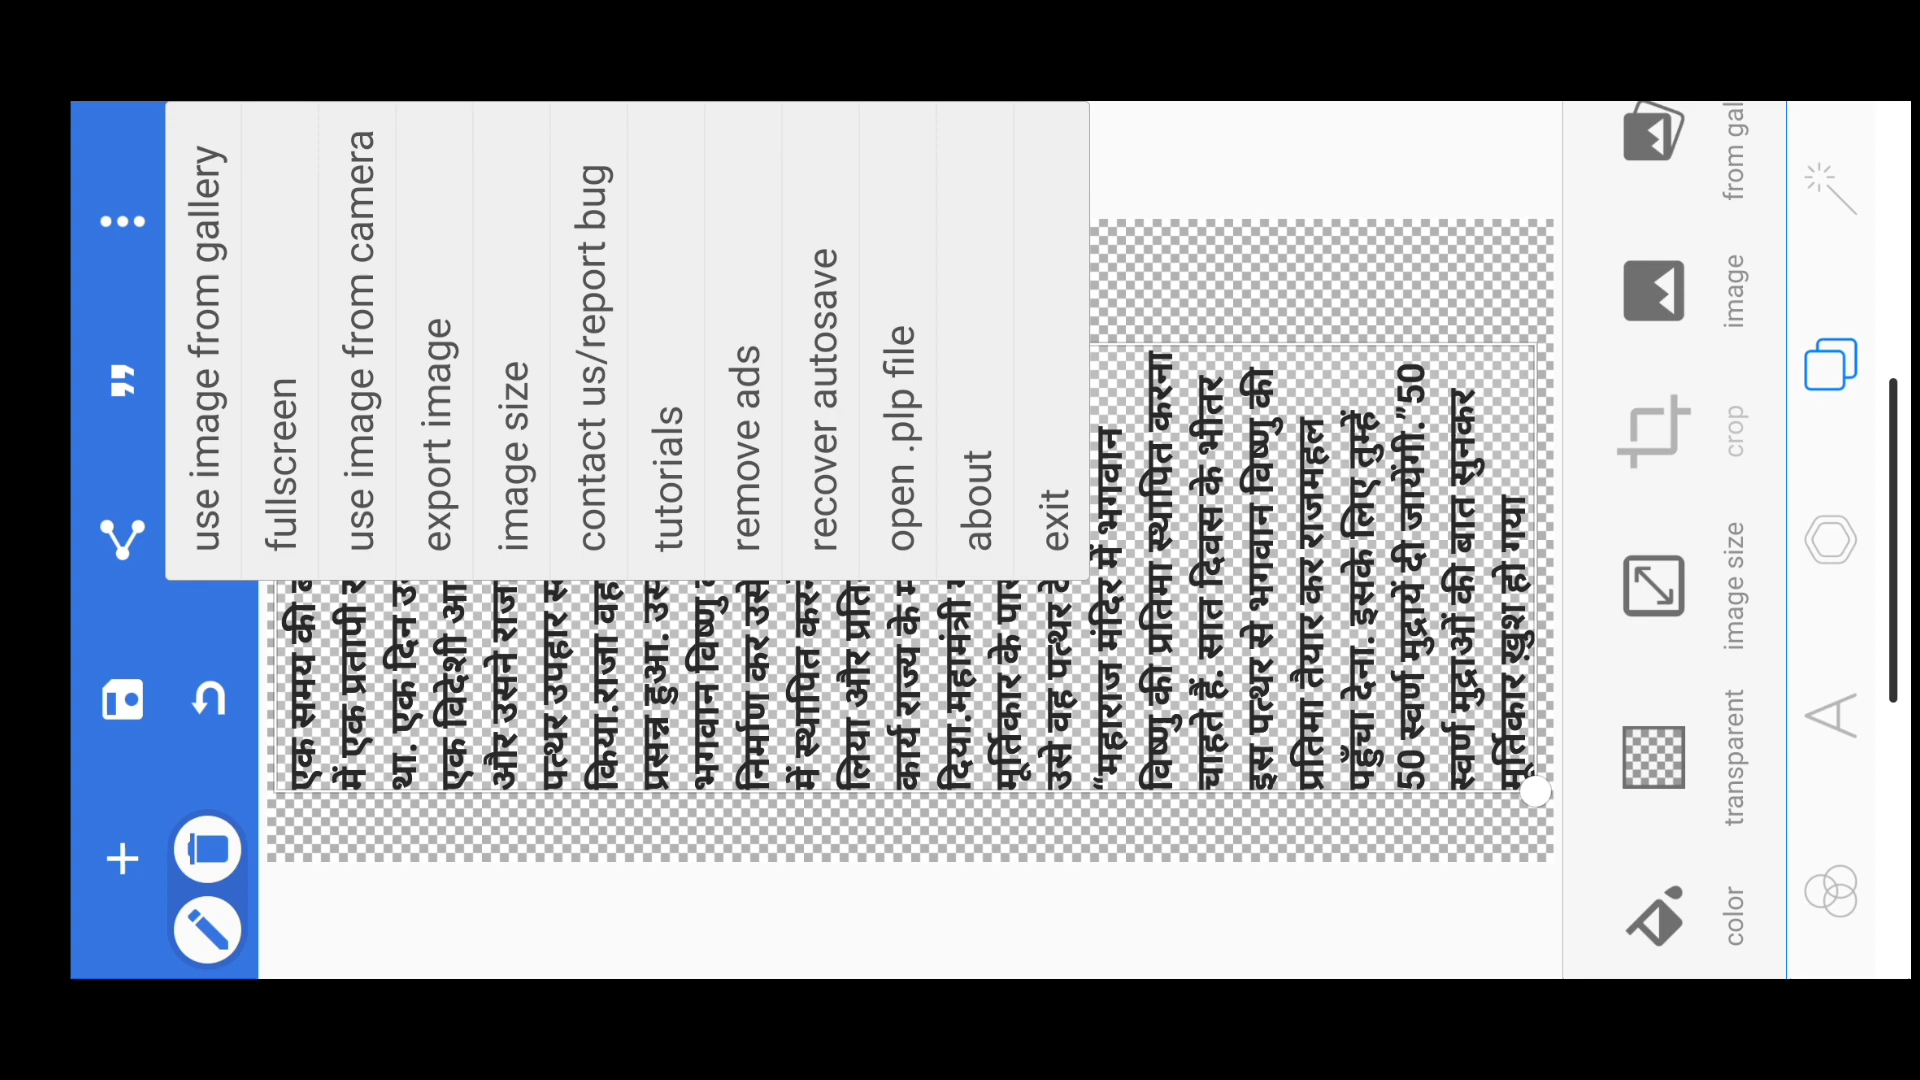 use image from gallery
fullscreen
use image from camera
export image
image size
contact us/report bug
tutorials
remove ads
recover autosave
open .plp file
about
exit
एक समय की
में एक प्रतापी
था. एक दिन
एक विदेशी
और उसने
पत्थर उपहार
किया.राजा
प्रसन्न हुआ.
भगवान विष्णु
निर्माण कर उसे
में स्थापित
लिया और
कार्य राज्य के
दिया.महामंत्री
मूर्तिकार के
उसे वह पत्थर
“महाराज मंदिर में भगवान
विष्णु की प्रतिमा स्थापित करना
चाहते हैं. सात दिवस के भीतर
इस पत्थर से भगवान विष्णु की
प्रतिमा तैयार कर राजमहल
पहुँचा देना. इसके लिए तुम्हें
50 स्वर्ण मुद्रायें दी जायेंगी.”50
स्वर्ण मुद्राओं की बात सुनकर
मूर्तिकार ख़ुश हो गया
color
transparent
image size
crop
image
from gal